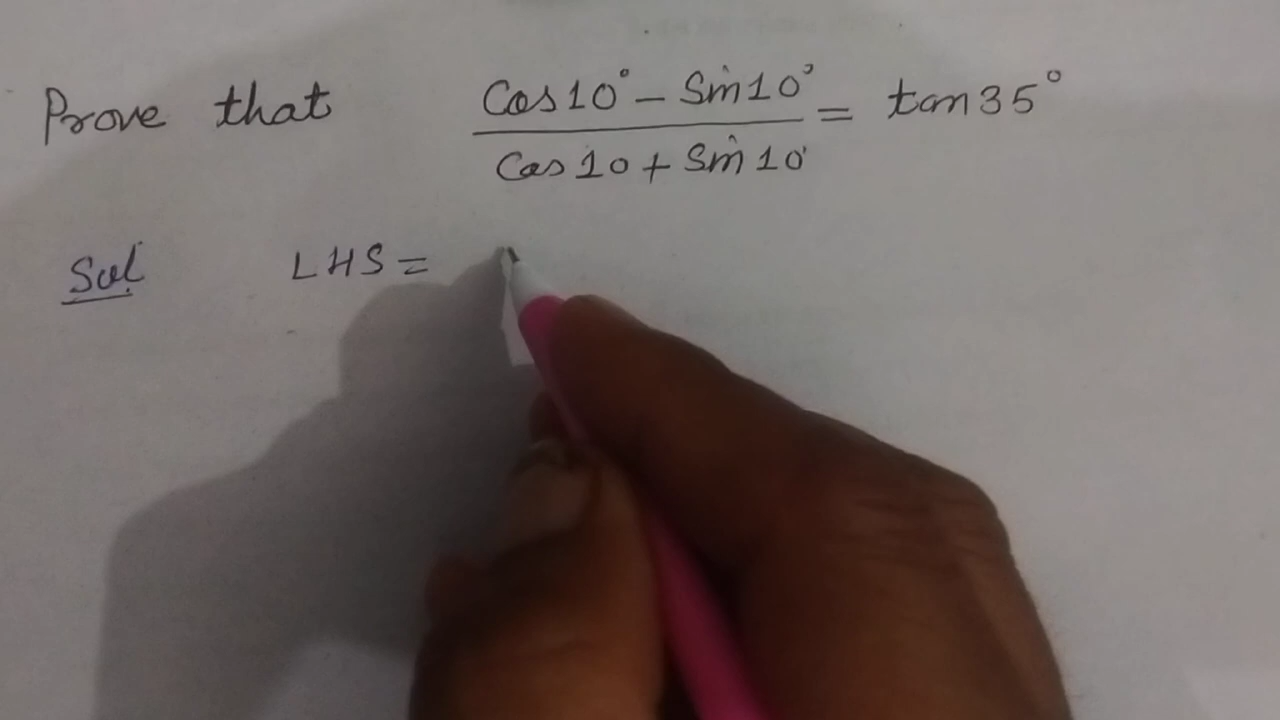 Prove that Cos10° - Sin10° / Cos10 + Sin10° = tan35°
Sol LHS =